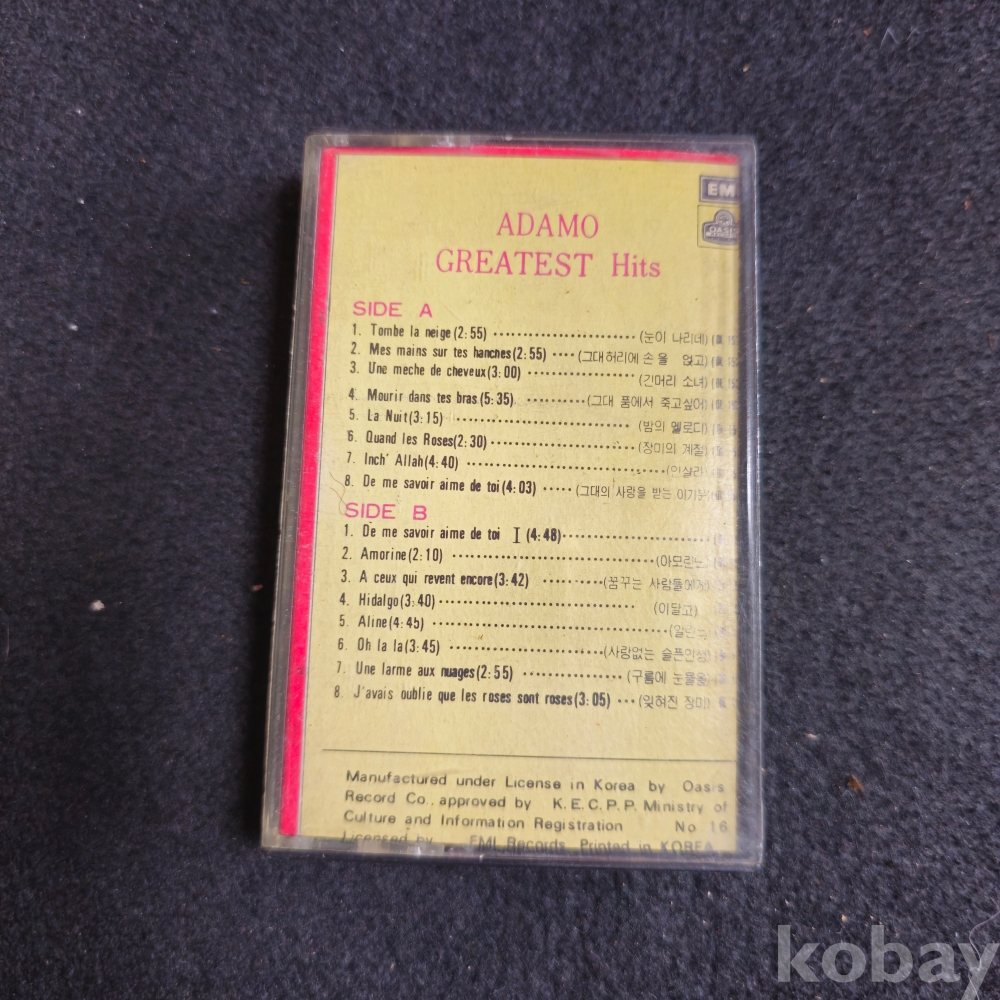 EMI
OASIS
ADAMO
GREATEST Hits
SIDE A
1. Tombe la neige(2:55) (눈이 나리네)
2. Mes mains sur tes hanches(2:55) (그대허리에 손을 얹고)
3. Une meche de cheveux(3:00) (긴머리 소녀)
4. Mourir dans tes bras(5:35) (그대 품에서 죽고싶어)
5. La Nuit(3:15) (밤의 멜로디)
6. Quand les Roses(2:30) (장미의 계절)
7. Inch' Allah(4:40) (인샬라
8. De me savoir aime de toi(4:03) (그대의 사랑을 받는 이기분
SIDE B
1. De me savoir aime de toi I (4:48)
2. Amorine(2:10) (아모린느
3. A ceux qui revent encore(3:42) (꿈꾸는 사람들에게)
4. Hidalgo(3:40) (이달고)
5. Aline(4:45)
6. Oh la la(3:45) (사랑없는 슬픈인생)
7. Une larme aux nuages(2:55) (구름에 눈물을)
8. J'avais oublie que les roses sont roses(3:05) (잊혀진 장미)
Manufactured under License in Korea by Oasis
Record Co., approved by K.E.C.P.P. Ministry of
Culture and Information Registration No 16
Licensed by EMI Records. Printed in KOREA
kobay